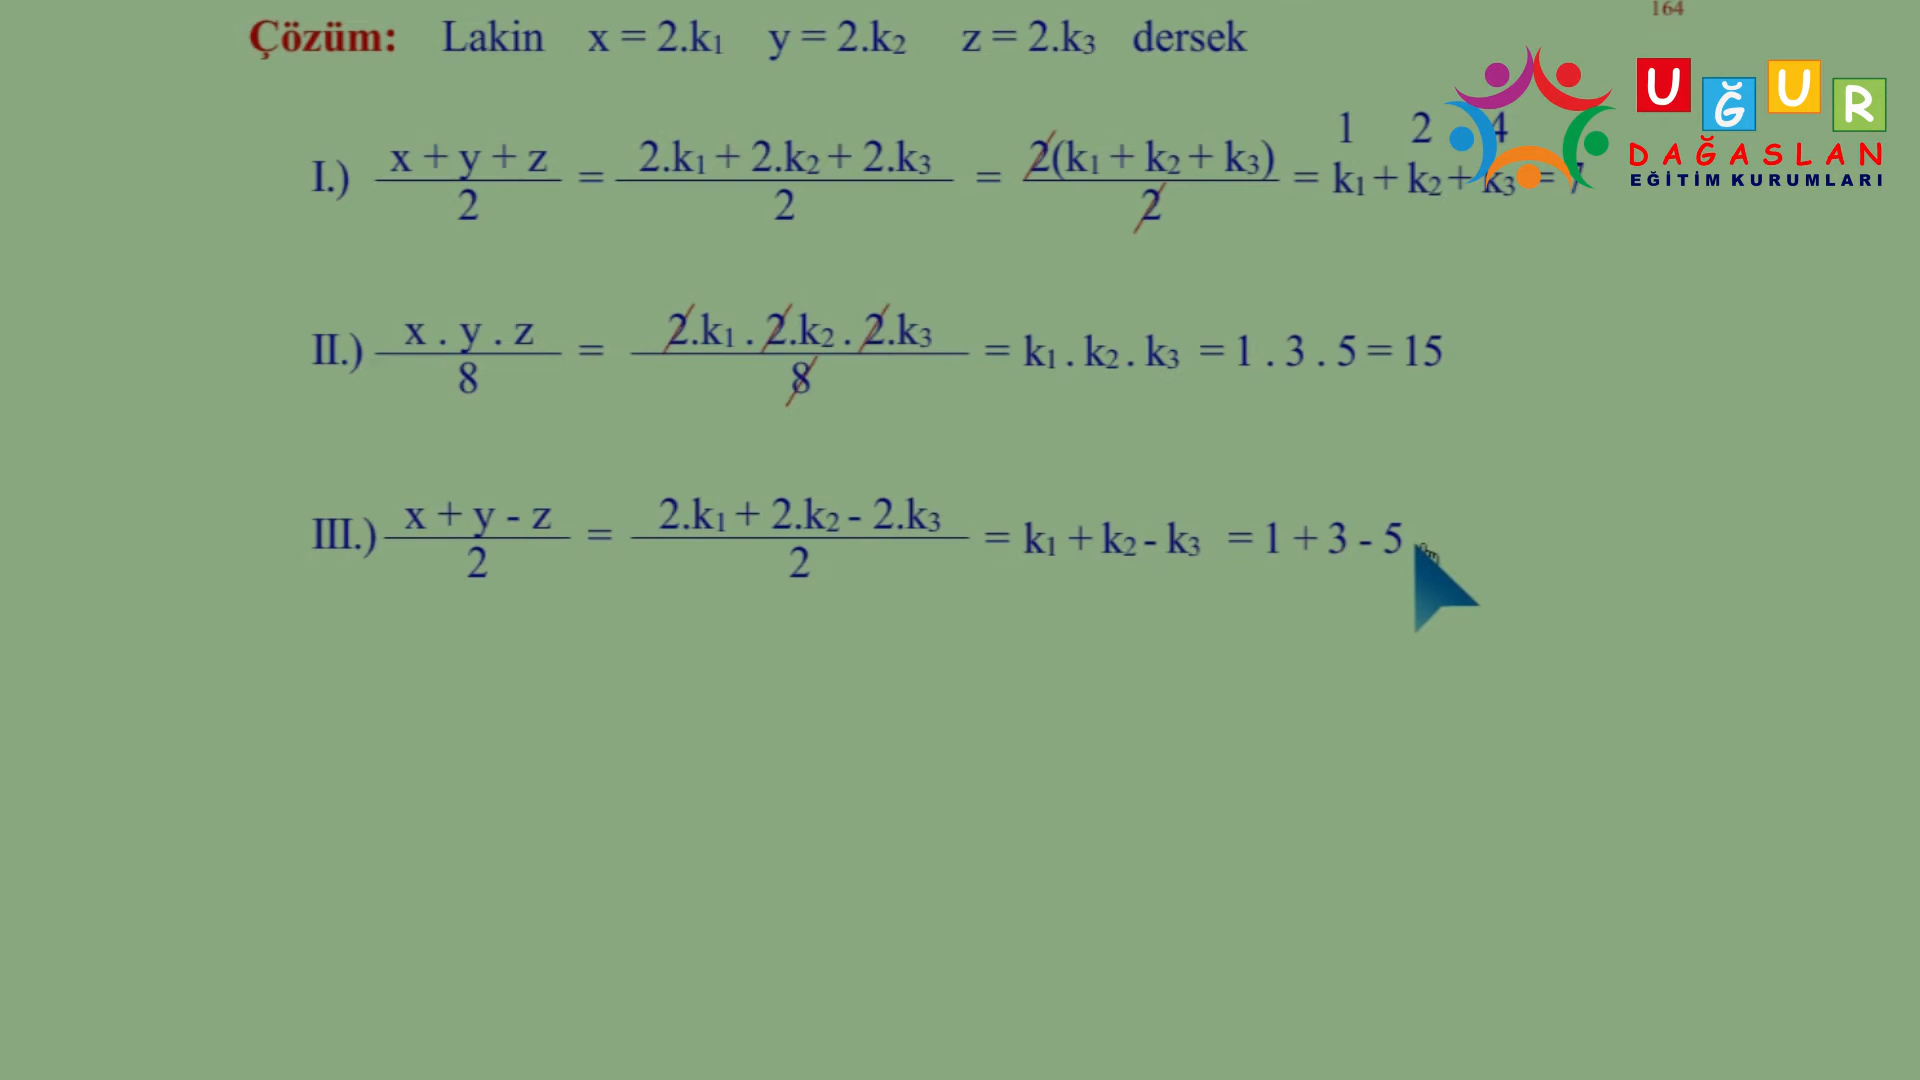 164
Çözüm: Lakin x = 2.k₁ y = 2.k₂ z = 2.k₃ dersek
UĞUR
DAĞASLAN
EĞİTİM KURUMLARI
1 2 4
I.) x + y + z / 2 = 2.k₁ + 2.k₂ + 2.k₃ / 2 = 2(k₁ + k₂ + k₃) / 2 = k₁ + k₂ + k₃ = 7
II.) x . y . z / 8 = 2.k₁ . 2.k₂ . 2.k₃ / 8 = k₁ . k₂ . k₃ = 1 . 3 . 5 = 15
III.) x + y - z / 2 = 2.k₁ + 2.k₂ - 2.k₃ / 2 = k₁ + k₂ - k₃ = 1 + 3 - 5